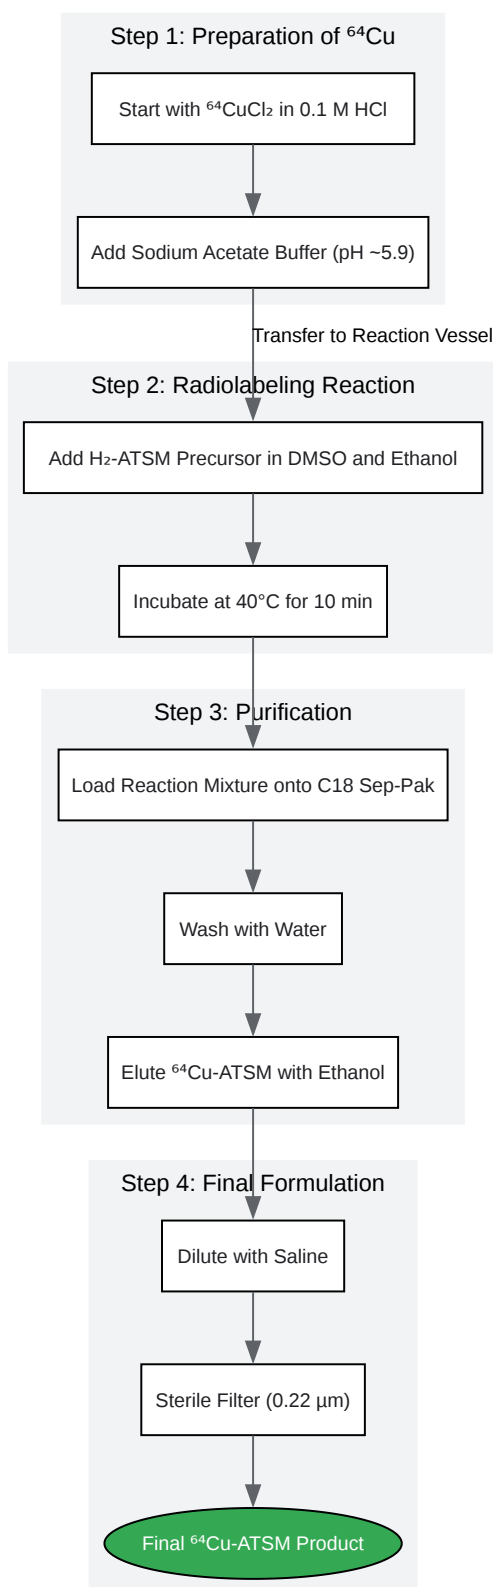 Step 1: Preparation of ⁶⁴Cu
Start with ⁶⁴CuCl₂ in 0.1 M HCl
Add Sodium Acetate Buffer (pH ~5.9)
Transfer to Reaction Vessel
Step 2: Radiolabeling Reaction
Add H₂-ATSM Precursor in DMSO and Ethanol
Incubate at 40°C for 10 min
Step 3: Purification
Load Reaction Mixture onto C18 Sep-Pak
Wash with Water
Elute ⁶⁴Cu-ATSM with Ethanol
Step 4: Final Formulation
Dilute with Saline
Sterile Filter (0.22 µm)
Final ⁶⁴Cu-ATSM Product